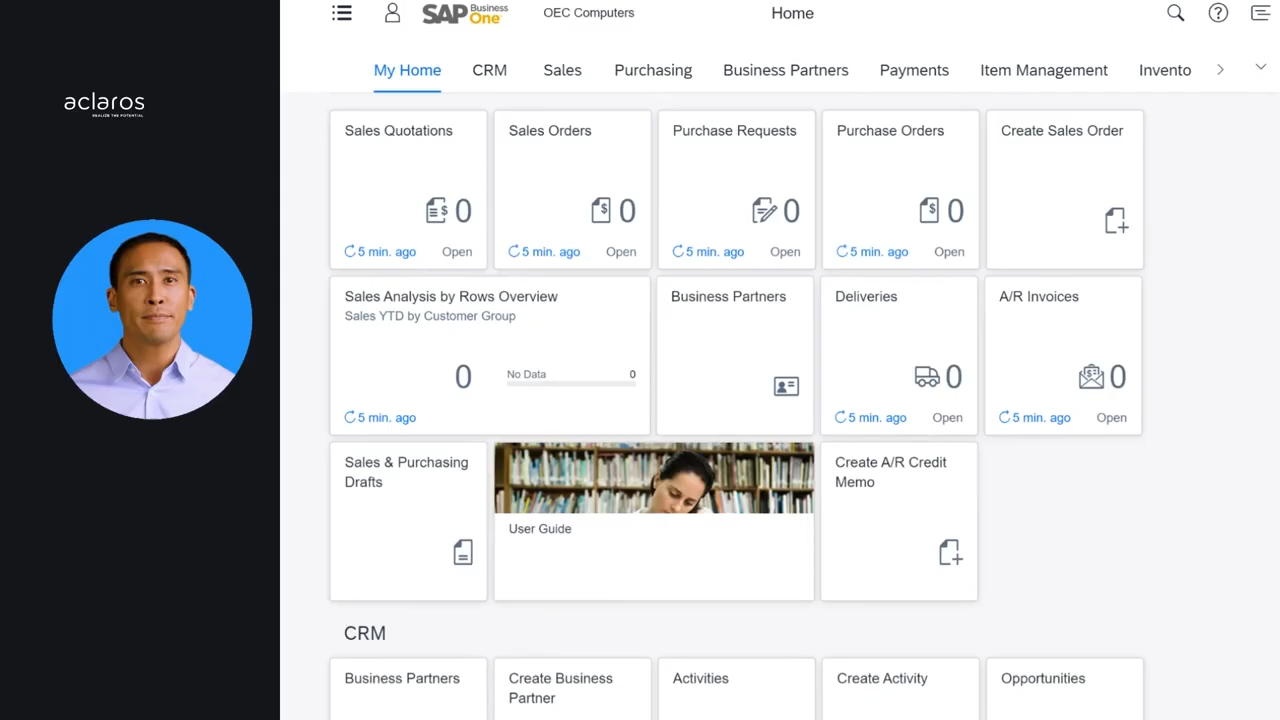 SAP Business One
OEC Computers
Home
My Home
CRM
Sales
Purchasing
Business Partners
Payments
Item Management
Invento
aclaros
REALIZE THE POTENTIAL
Sales Quotations
0
5 min. ago
Open
Sales Orders
0
5 min. ago
Open
Purchase Requests
0
5 min. ago
Open
Purchase Orders
0
5 min. ago
Open
Create Sales Order
Sales Analysis by Rows Overview
Sales YTD by Customer Group
0
No Data
0
5 min. ago
Business Partners
Deliveries
0
5 min. ago
Open
A/R Invoices
0
5 min. ago
Open
Sales & Purchasing
Drafts
User Guide
Create A/R Credit
Memo
CRM
Business Partners
Create Business
Partner
Activities
Create Activity
Opportunities